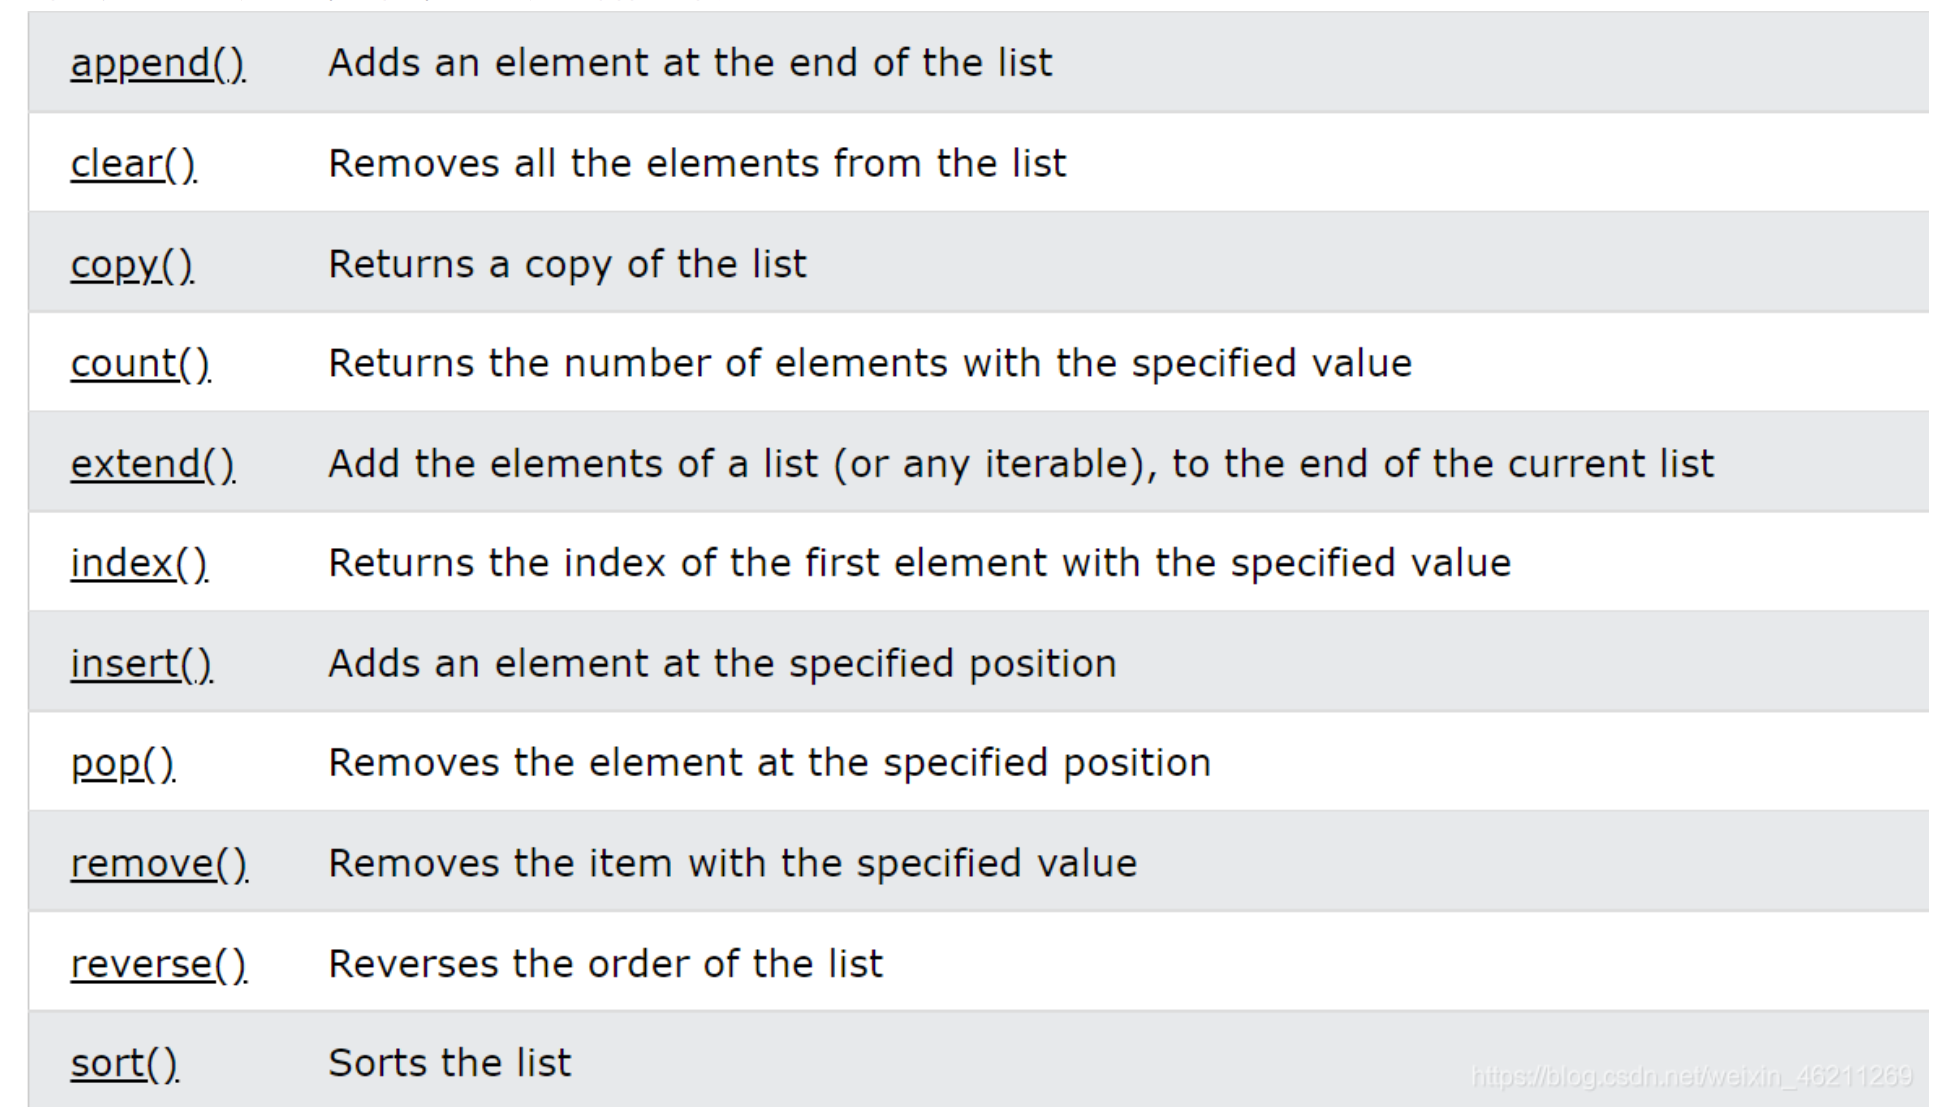 append() Adds an element at the end of the list
clear() Removes all the elements from the list
copy() Returns a copy of the list
count() Returns the number of elements with the specified value
extend() Add the elements of a list (or any iterable), to the end of the current list
index() Returns the index of the first element with the specified value
insert() Adds an element at the specified position
pop() Removes the element at the specified position
remove() Removes the item with the specified value
reverse() Reverses the order of the list
sort() Sorts the list
https://blog.csdn.net/weixin_46211269